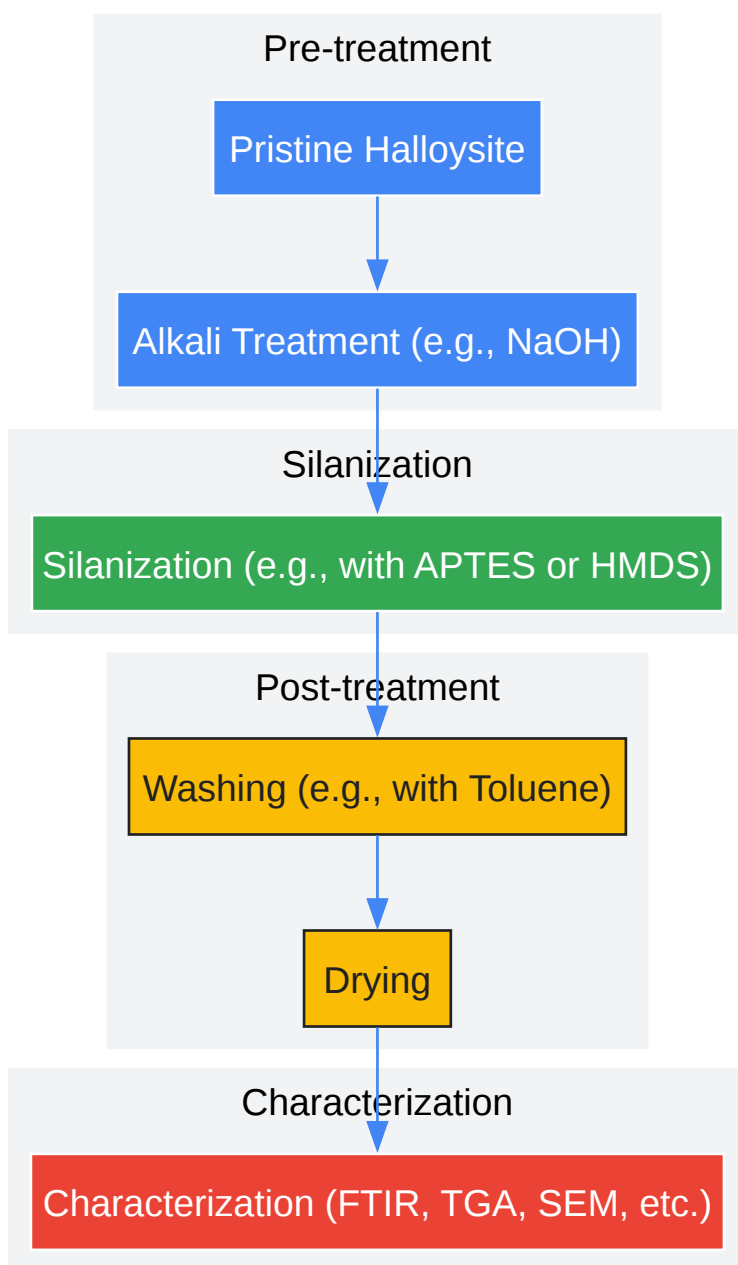 Pre-treatment
Pristine Halloysite
Alkali Treatment (e.g., NaOH)
Silanization
Silanization (e.g., with APTES or HMDS)
Post-treatment
Washing (e.g., with Toluene)
Drying
Characterization
Characterization (FTIR, TGA, SEM, etc.)